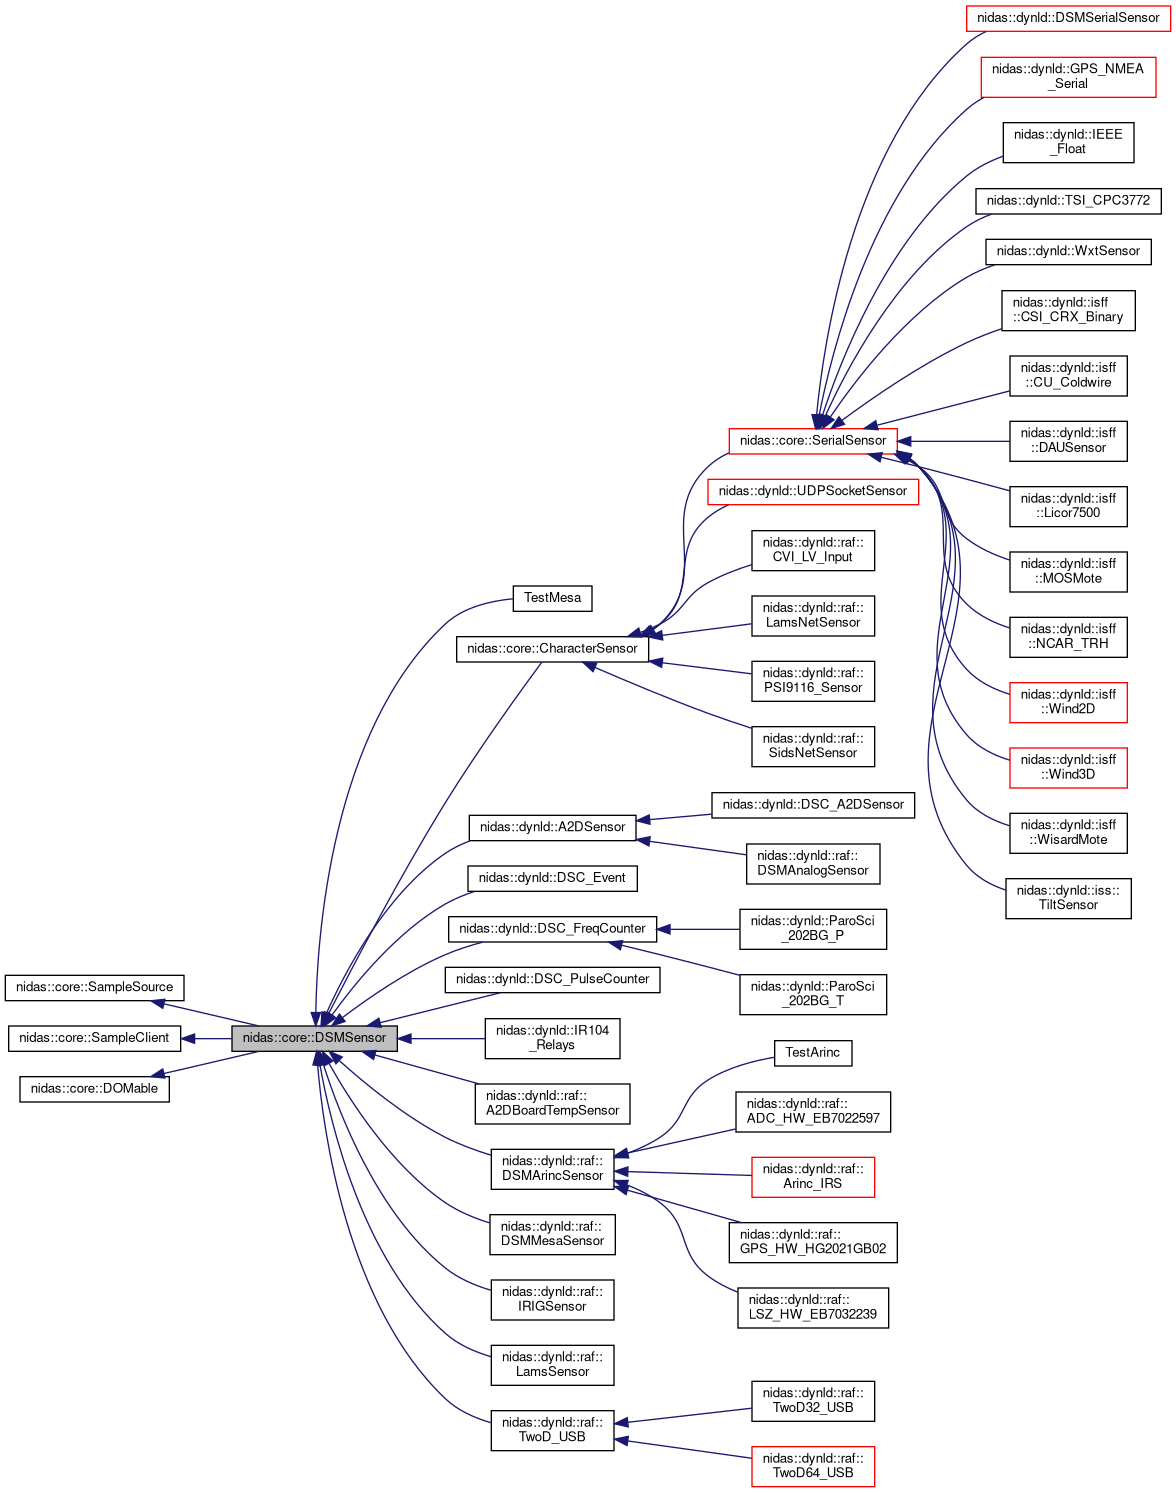 nidas::core::SampleSource
nidas::core::SampleClient
nidas::core::DOMable
nidas::core::DSMSensor
TestMesa
nidas::core::CharacterSensor
nidas::dynld::A2DSensor
nidas::dynld::DSC_Event
nidas::dynld::DSC_FreqCounter
nidas::dynld::DSC_PulseCounter
nidas::dynld::IR104
_Relays
nidas::dynld::raf::
A2DBoardTempSensor
nidas::dynld::raf::
DSMArincSensor
nidas::dynld::raf::
DSMMesaSensor
nidas::dynld::raf::
IRIGSensor
nidas::dynld::raf::
LamsSensor
nidas::dynld::raf::
TwoD_USB
nidas::core::SerialSensor
nidas::dynld::UDPSocketSensor
nidas::dynld::raf::
CVI_LV_Input
nidas::dynld::raf::
LamsNetSensor
nidas::dynld::raf::
PSI9116_Sensor
nidas::dynld::raf::
SidsNetSensor
nidas::dynld::DSC_A2DSensor
nidas::dynld::raf::
DSMAnalogSensor
nidas::dynld::ParoSci
_202BG_P
nidas::dynld::ParoSci
_202BG_T
TestArinc
nidas::dynld::raf::
ADC_HW_EB7022597
nidas::dynld::raf::
Arinc_IRS
nidas::dynld::raf::
GPS_HW_HG2021GB02
nidas::dynld::raf::
LSZ_HW_EB7032239
nidas::dynld::raf::
TwoD32_USB
nidas::dynld::raf::
TwoD64_USB
nidas::dynld::DSMSerialSensor
nidas::dynld::GPS_NMEA
_Serial
nidas::dynld::IEEE
_Float
nidas::dynld::TSI_CPC3772
nidas::dynld::WxtSensor
nidas::dynld::isff
::CSI_CRX_Binary
nidas::dynld::isff
::CU_Coldwire
nidas::dynld::isff
::DAUSensor
nidas::dynld::isff
::Licor7500
nidas::dynld::isff
::MOSMote
nidas::dynld::isff
::NCAR_TRH
nidas::dynld::isff
::Wind2D
nidas::dynld::isff
::Wind3D
nidas::dynld::isff
::WisardMote
nidas::dynld::iss::
TiltSensor